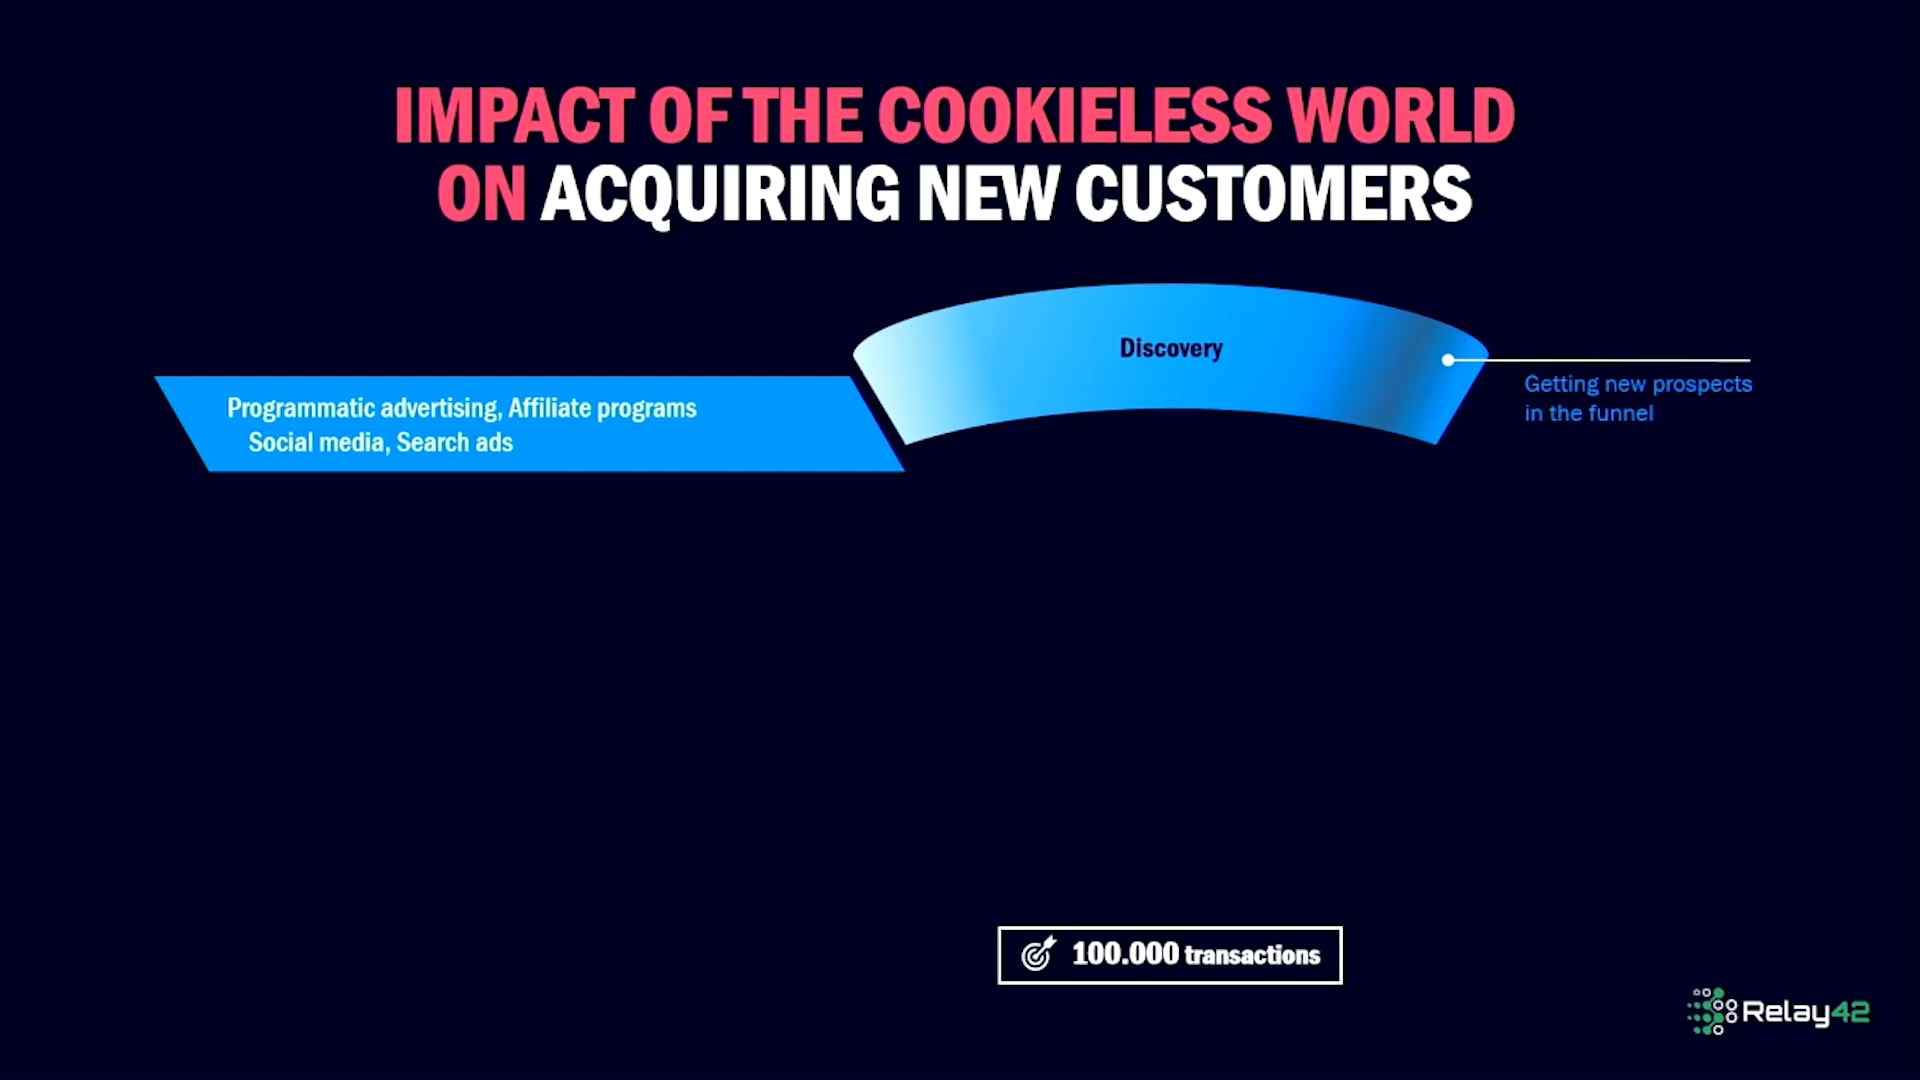 IMPACT OF THE COOKIELESS WORLD
ON ACQUIRING NEW CUSTOMERS
Discovery
Programmatic advertising, Affiliate programs
Social media, Search ads
Getting new prospects
in the funnel
100.000 transactions
Relay42